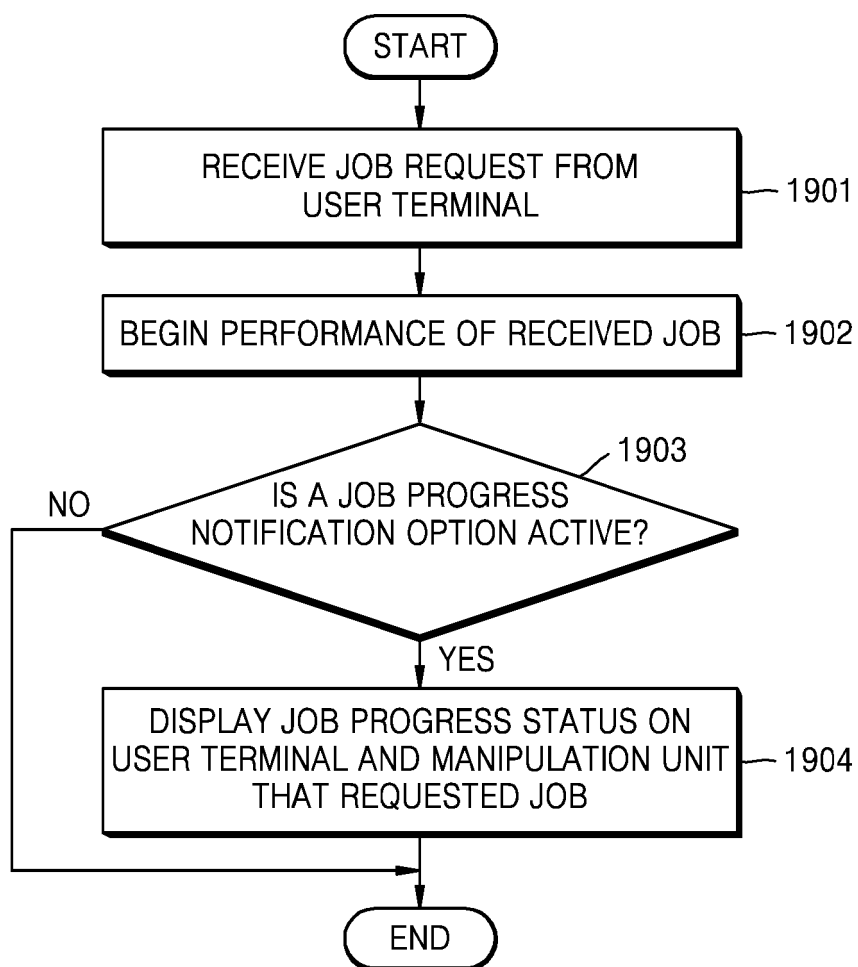 START
RECEIVE JOB REQUEST FROM
USER TERMINAL
1901
BEGIN PERFORMANCE OF RECEIVED JOB
1902
1903
IS A JOB PROGRESS
NOTIFICATION OPTION ACTIVE?
NO
YES
DISPLAY JOB PROGRESS STATUS ON
USER TERMINAL AND MANIPULATION UNIT
THAT REQUESTED JOB
1904
END